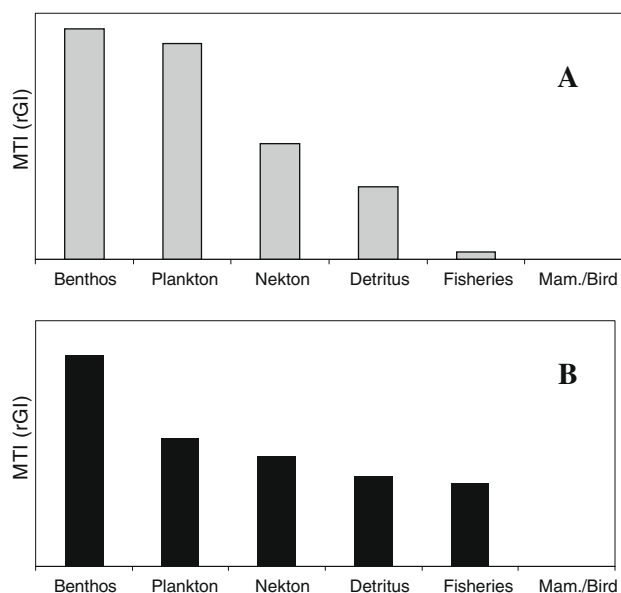 A
MTI (rGI)
Benthos Plankton Nekton Detritus Fisheries Mam./Bird
B
MTI (rGI)
Benthos Plankton Nekton Detritus Fisheries Mam./Bird